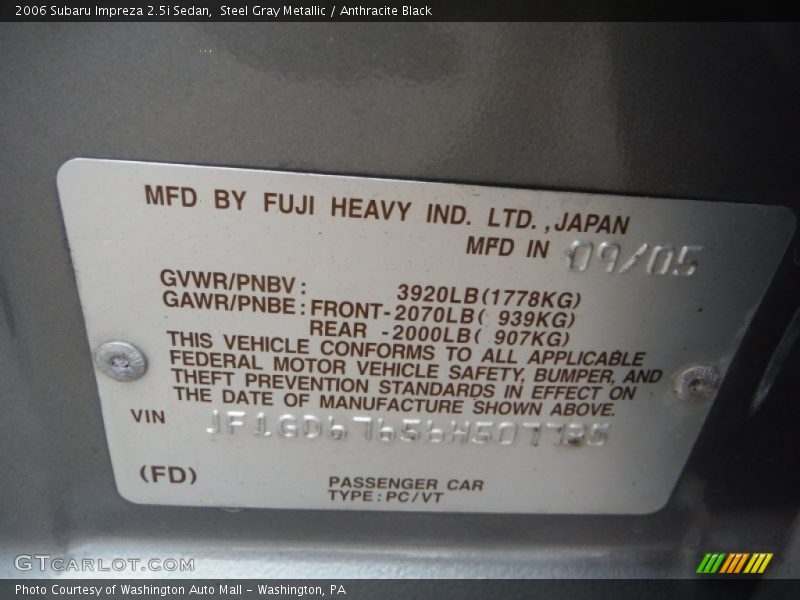 2006 Subaru Impreza 2.5i Sedan, Steel Gray Metallic / Anthracite Black
MFD BY FUJI HEAVY IND. LTD., JAPAN
MFD IN 09/05
GVWR/PNBV: 3920LB(1778KG)
GAWR/PNBE: FRONT-2070LB( 939KG)
REAR -2000LB( 907KG)
THIS VEHICLE CONFORMS TO ALL APPLICABLE
FEDERAL MOTOR VEHICLE SAFETY, BUMPER, AND
THEFT PREVENTION STANDARDS IN EFFECT ON
THE DATE OF MANUFACTURE SHOWN ABOVE.
VIN
(FD)
PASSENGER CAR
TYPE: PC/VT
GTCARLOT.COM
Photo Courtesy of Washington Auto Mall - Washington, PA